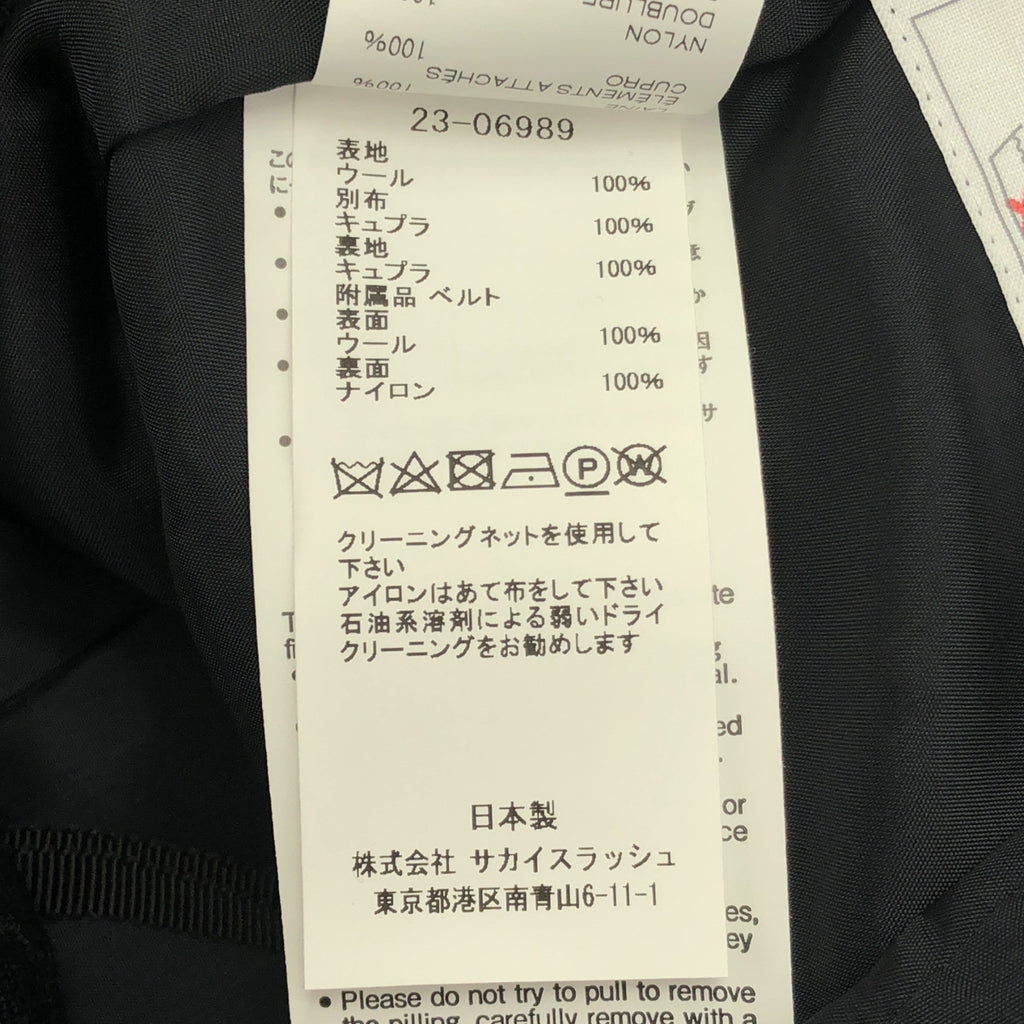 DOUBLURE
NYLON 100%
CUPRO
ÉLÉMENTS ATTACHÉS 100%
23-06989
表地
ウール 100%
別布
キュプラ 100%
裏地
キュプラ 100%
附属品 ベルト
表面
ウール 100%
裏面
ナイロン 100%
P W
クリーニングネットを使用して
下さい
アイロンはあて布をして下さい
石油系溶剤による弱いドライ
クリーニングをお勧めします
日本製
株式会社 サカイスラッシュ
東京都港区南青山6-11-1
• Please do not try to pull to remove
the pilling, carefully remove with a